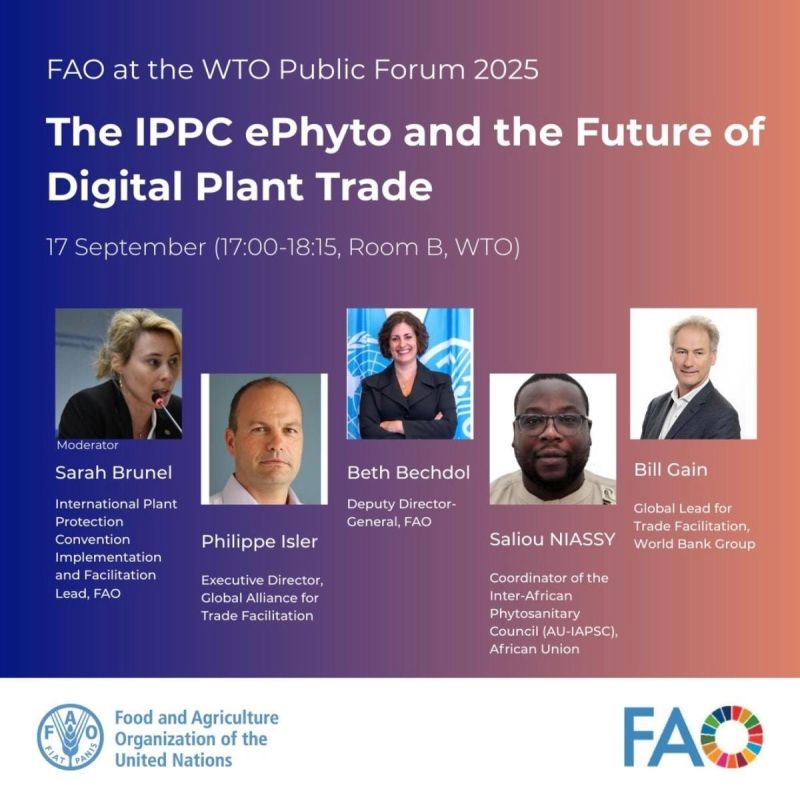 FAO at the WTO Public Forum 2025
The IPPC ePhyto and the Future of
Digital Plant Trade
17 September (17:00-18:15, Room B, WTO)
Moderator
Sarah Brunel
International Plant
Protection
Convention
Implementation
and Facilitation
Lead, FAO
Philippe Isler
Executive Director,
Global Alliance for
Trade Facilitation
Beth Bechdol
Deputy Director-
General, FAO
Saliou NIASSY
Coordinator of the
Inter-African
Phytosanitary
Council (AU-IAPSC),
African Union
Bill Gain
Global Lead for
Trade Facilitation,
World Bank Group
F A O
FIAT PANIS
Food and Agriculture
Organization of the
United Nations
FAO